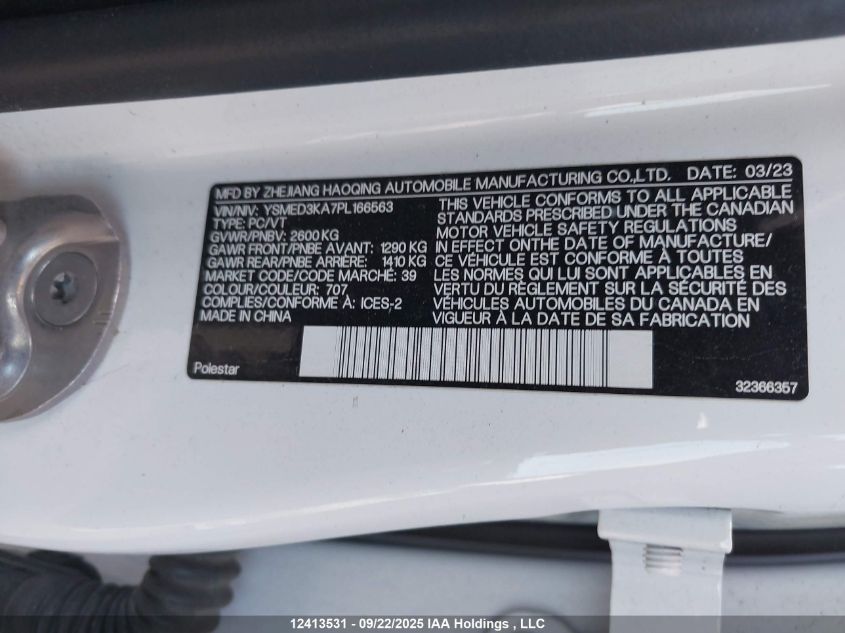 MFD BY ZHEJIANG HAOQING AUTOMOBILE MANUFACTURING CO.,LTD. DATE: 03/23
VIN/NIV: YSMED3KA7PL166563
TYPE: PC/VT
GVWR/PNBV: 2600 KG
GAWR FRONT/PNBE AVANT: 1290 KG
GAWR REAR/PNBE ARRIÈRE: 1410 KG
MARKET CODE/CODE MARCHÉ: 39
COLOUR/COULEUR: 707
COMPLIES/CONFORME À: ICES-2
MADE IN CHINA
THIS VEHICLE CONFORMS TO ALL APPLICABLE
STANDARDS PRESCRIBED UNDER THE CANADIAN
MOTOR VEHICLE SAFETY REGULATIONS
IN EFFECT ONTHE DATE OF MANUFACTURE/
CE VÉHICULE EST CONFORME À TOUTES
LES NORMES QUI LUI SONT APPLICABLES EN
VERTU DU RÈGLEMENT SUR LA SÉCURITÉ DES
VÉHICULES AUTOMOBILES DU CANADA EN
VIGUEUR À LA DATE DE SA FABRICATION
Polestar
32366357
12413531 - 09/22/2025 IAA Holdings , LLC